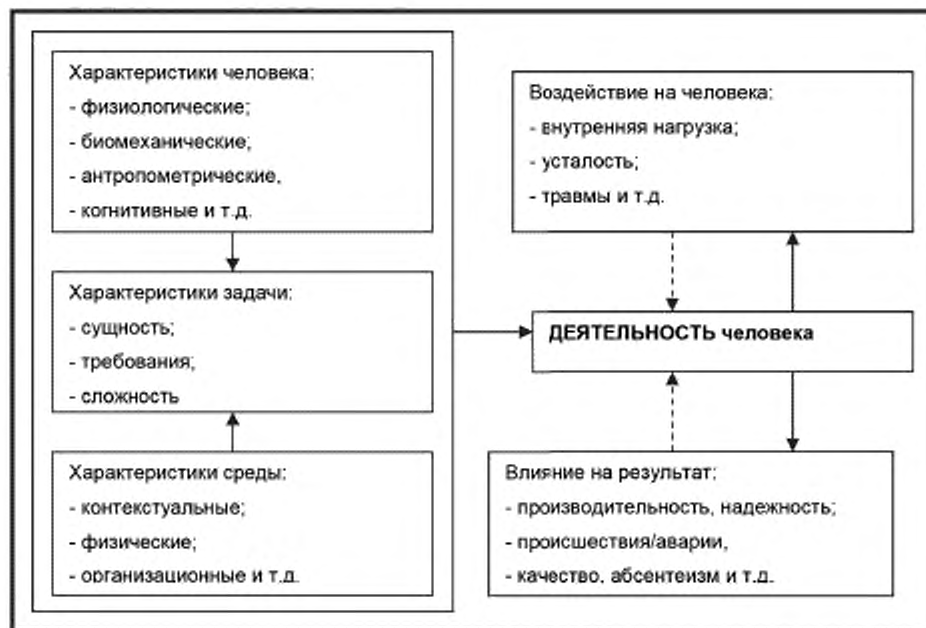 Характеристики человека:
- физиологические;
- биомеханические;
- антропометрические,
- когнитивные и т.д.
Характеристики задачи:
- сущность;
- требования;
- сложность
Характеристики среды:
- контекстуальные;
- физические;
- организационные и т.д.
Воздействие на человека:
- внутренняя нагрузка;
- усталость;
- травмы и т.д.
ДЕЯТЕЛЬНОСТЬ человека
Влияние на результат:
- производительность, надежность;
- происшествия/аварии,
- качество, абсентеизм и т.д.